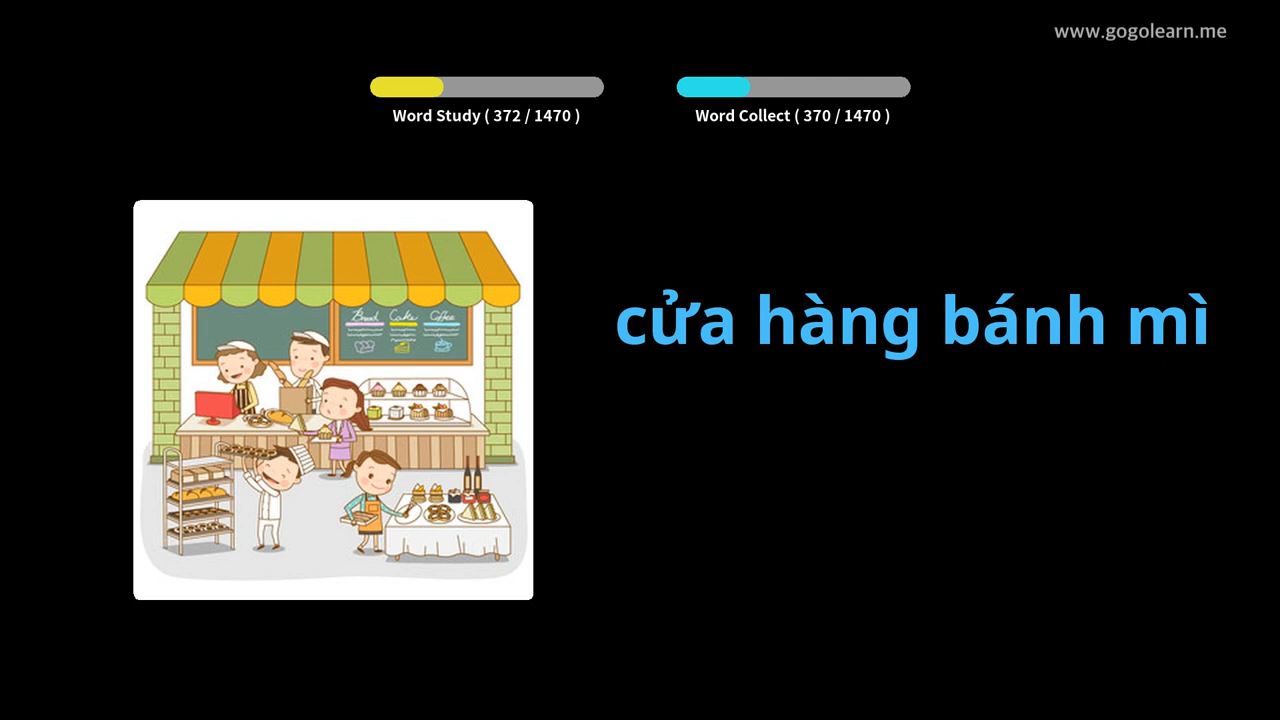 www.gogolearn.me
Word Study ( 372 / 1470 )
Word Collect ( 370 / 1470 )
cửa hàng bánh mì
Bread Cake Coffee